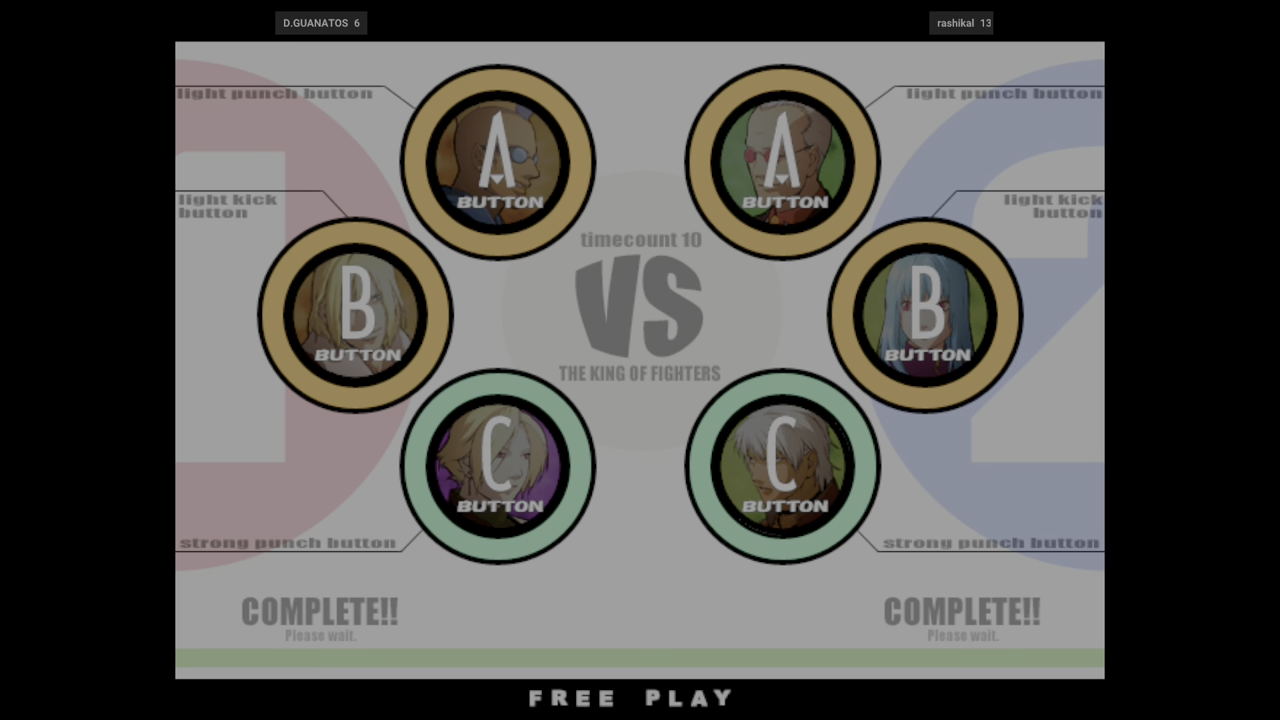 D.GUANATOS 6
rashikal 13
light punch button
light punch button
A
BUTTON
A
BUTTON
light kick
button
light kick
button
timecount 10
VS
THE KING OF FIGHTERS
B
BUTTON
B
BUTTON
C
BUTTON
C
BUTTON
strong punch button
strong punch button
1
2
COMPLETE!!
Please wait.
COMPLETE!!
Please wait.
FREE PLAY